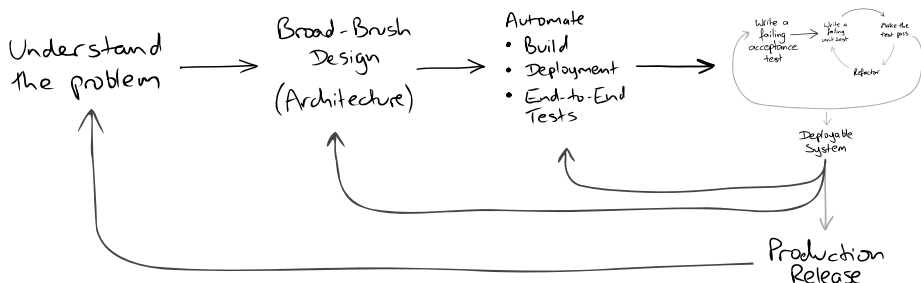 Understand
the problem
Broad-Brush
Design
(Architecture)
Automate
• Build
• Deployment
• End-to-End
Tests
Write a
failing
acceptance
test
Write a
failing
unit test
Make the
test pass
Refactor
Deployable
System
Production
Release